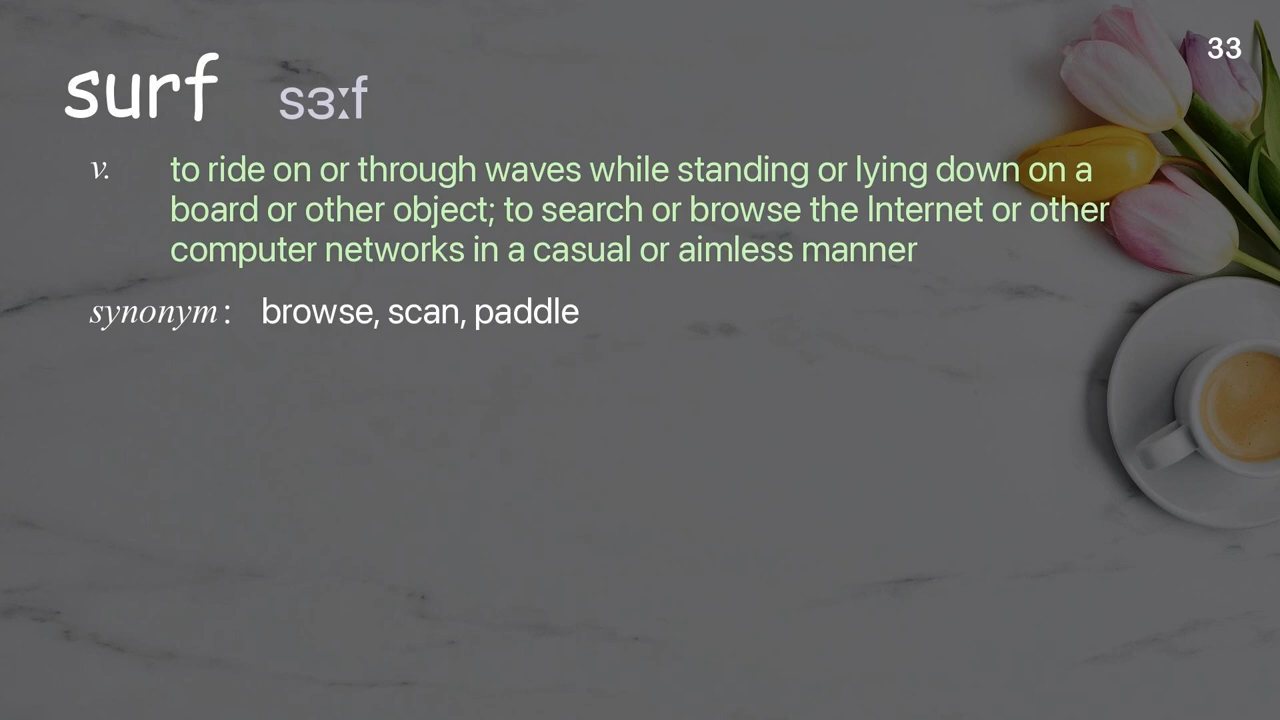 33
surf sɜːf
v. to ride on or through waves while standing or lying down on a
board or other object; to search or browse the Internet or other
computer networks in a casual or aimless manner
synonym: browse, scan, paddle